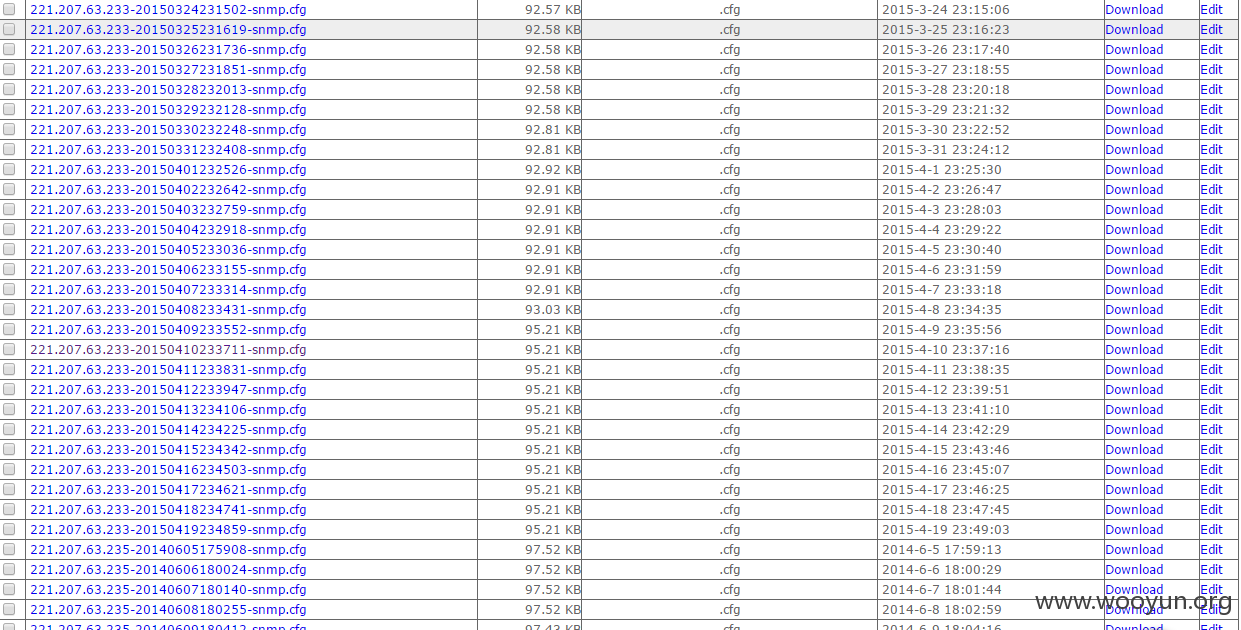 221.207.63.233-20150324231502-snmp.cfg 92.57 KB .cfg 2015-3-24 23:15:06 Download Edit
221.207.63.233-20150325231619-snmp.cfg 92.58 KB .cfg 2015-3-25 23:16:23 Download Edit
221.207.63.233-20150326231736-snmp.cfg 92.58 KB .cfg 2015-3-26 23:17:40 Download Edit
221.207.63.233-20150327231851-snmp.cfg 92.58 KB .cfg 2015-3-27 23:18:55 Download Edit
221.207.63.233-20150328232013-snmp.cfg 92.58 KB .cfg 2015-3-28 23:20:18 Download Edit
221.207.63.233-20150329232128-snmp.cfg 92.58 KB .cfg 2015-3-29 23:21:32 Download Edit
221.207.63.233-20150330232248-snmp.cfg 92.81 KB .cfg 2015-3-30 23:22:52 Download Edit
221.207.63.233-20150331232408-snmp.cfg 92.81 KB .cfg 2015-3-31 23:24:12 Download Edit
221.207.63.233-20150401232526-snmp.cfg 92.92 KB .cfg 2015-4-1 23:25:30 Download Edit
221.207.63.233-20150402232642-snmp.cfg 92.91 KB .cfg 2015-4-2 23:26:47 Download Edit
221.207.63.233-20150403232759-snmp.cfg 92.91 KB .cfg 2015-4-3 23:28:03 Download Edit
221.207.63.233-20150404232918-snmp.cfg 92.91 KB .cfg 2015-4-4 23:29:22 Download Edit
221.207.63.233-20150405233036-snmp.cfg 92.91 KB .cfg 2015-4-5 23:30:40 Download Edit
221.207.63.233-20150406233155-snmp.cfg 92.91 KB .cfg 2015-4-6 23:31:59 Download Edit
221.207.63.233-20150407233314-snmp.cfg 92.91 KB .cfg 2015-4-7 23:33:18 Download Edit
221.207.63.233-20150408233431-snmp.cfg 93.03 KB .cfg 2015-4-8 23:34:35 Download Edit
221.207.63.233-20150409233552-snmp.cfg 95.21 KB .cfg 2015-4-9 23:35:56 Download Edit
221.207.63.233-20150410233711-snmp.cfg 95.21 KB .cfg 2015-4-10 23:37:16 Download Edit
221.207.63.233-20150411233831-snmp.cfg 95.21 KB .cfg 2015-4-11 23:38:35 Download Edit
221.207.63.233-20150412233947-snmp.cfg 95.21 KB .cfg 2015-4-12 23:39:51 Download Edit
221.207.63.233-20150413234106-snmp.cfg 95.21 KB .cfg 2015-4-13 23:41:10 Download Edit
221.207.63.233-20150414234225-snmp.cfg 95.21 KB .cfg 2015-4-14 23:42:29 Download Edit
221.207.63.233-20150415234342-snmp.cfg 95.21 KB .cfg 2015-4-15 23:43:46 Download Edit
221.207.63.233-20150416234503-snmp.cfg 95.21 KB .cfg 2015-4-16 23:45:07 Download Edit
221.207.63.233-20150417234621-snmp.cfg 95.21 KB .cfg 2015-4-17 23:46:25 Download Edit
221.207.63.233-20150418234741-snmp.cfg 95.21 KB .cfg 2015-4-18 23:47:45 Download Edit
221.207.63.233-20150419234859-snmp.cfg 95.21 KB .cfg 2015-4-19 23:49:03 Download Edit
221.207.63.235-20140605175908-snmp.cfg 97.52 KB .cfg 2014-6-5 17:59:13 Download Edit
221.207.63.235-20140606180024-snmp.cfg 97.52 KB .cfg 2014-6-6 18:00:29 Download Edit
221.207.63.235-20140607180140-snmp.cfg 97.52 KB .cfg 2014-6-7 18:01:44 Download Edit
221.207.63.235-20140608180255-snmp.cfg 97.52 KB .cfg 2014-6-8 18:02:59 Download Edit
221.207.63.235-20140609180412-snmp.cfg 97.43 KB .cfg 2014-6-9 18:04:16 Download Edit
www.wooyun.org